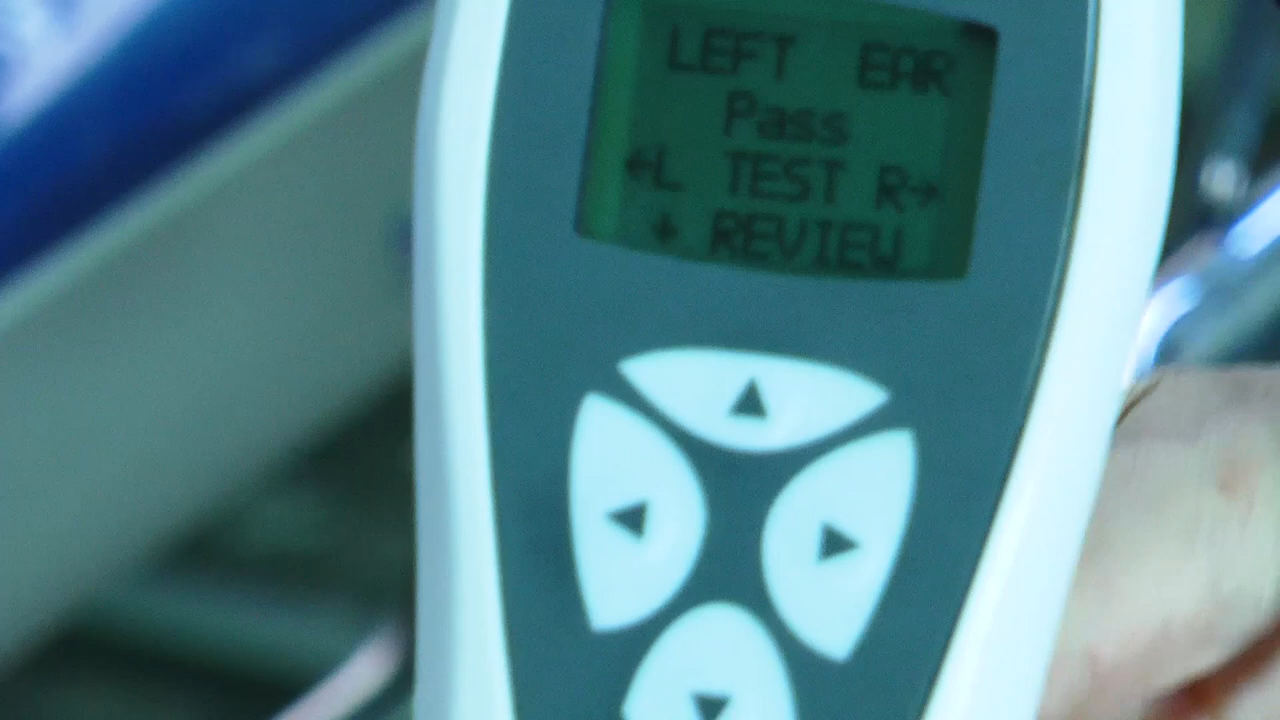 LEFT EAR
Pass
←L TEST R→
↓ REVIEW